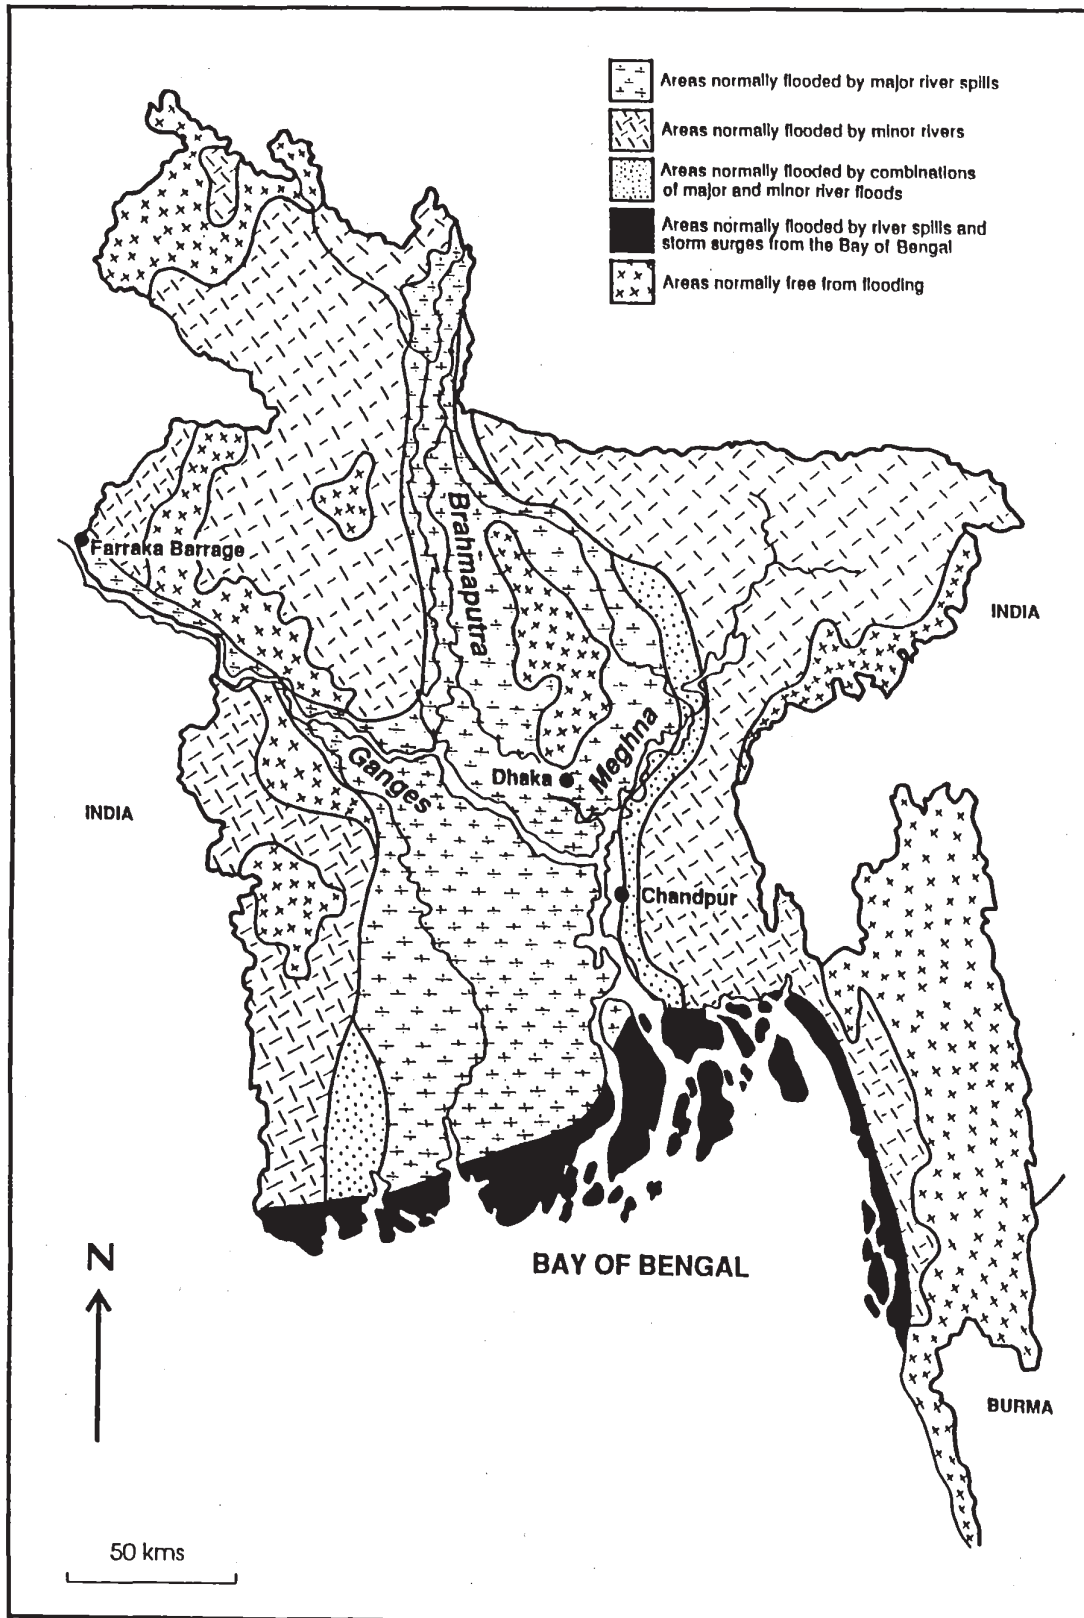 Areas normally flooded by major river spills
Areas normally flooded by minor rivers
Areas normally flooded by combinations
of major and minor river floods
Areas normally flooded by river spills and
storm surges from the Bay of Bengal
Areas normally free from flooding
Farraka Barrage
Brahmaputra
INDIA
Meghna
Ganges
Dhaka
INDIA
Chandpur
N
BAY OF BENGAL
BURMA
50 kms